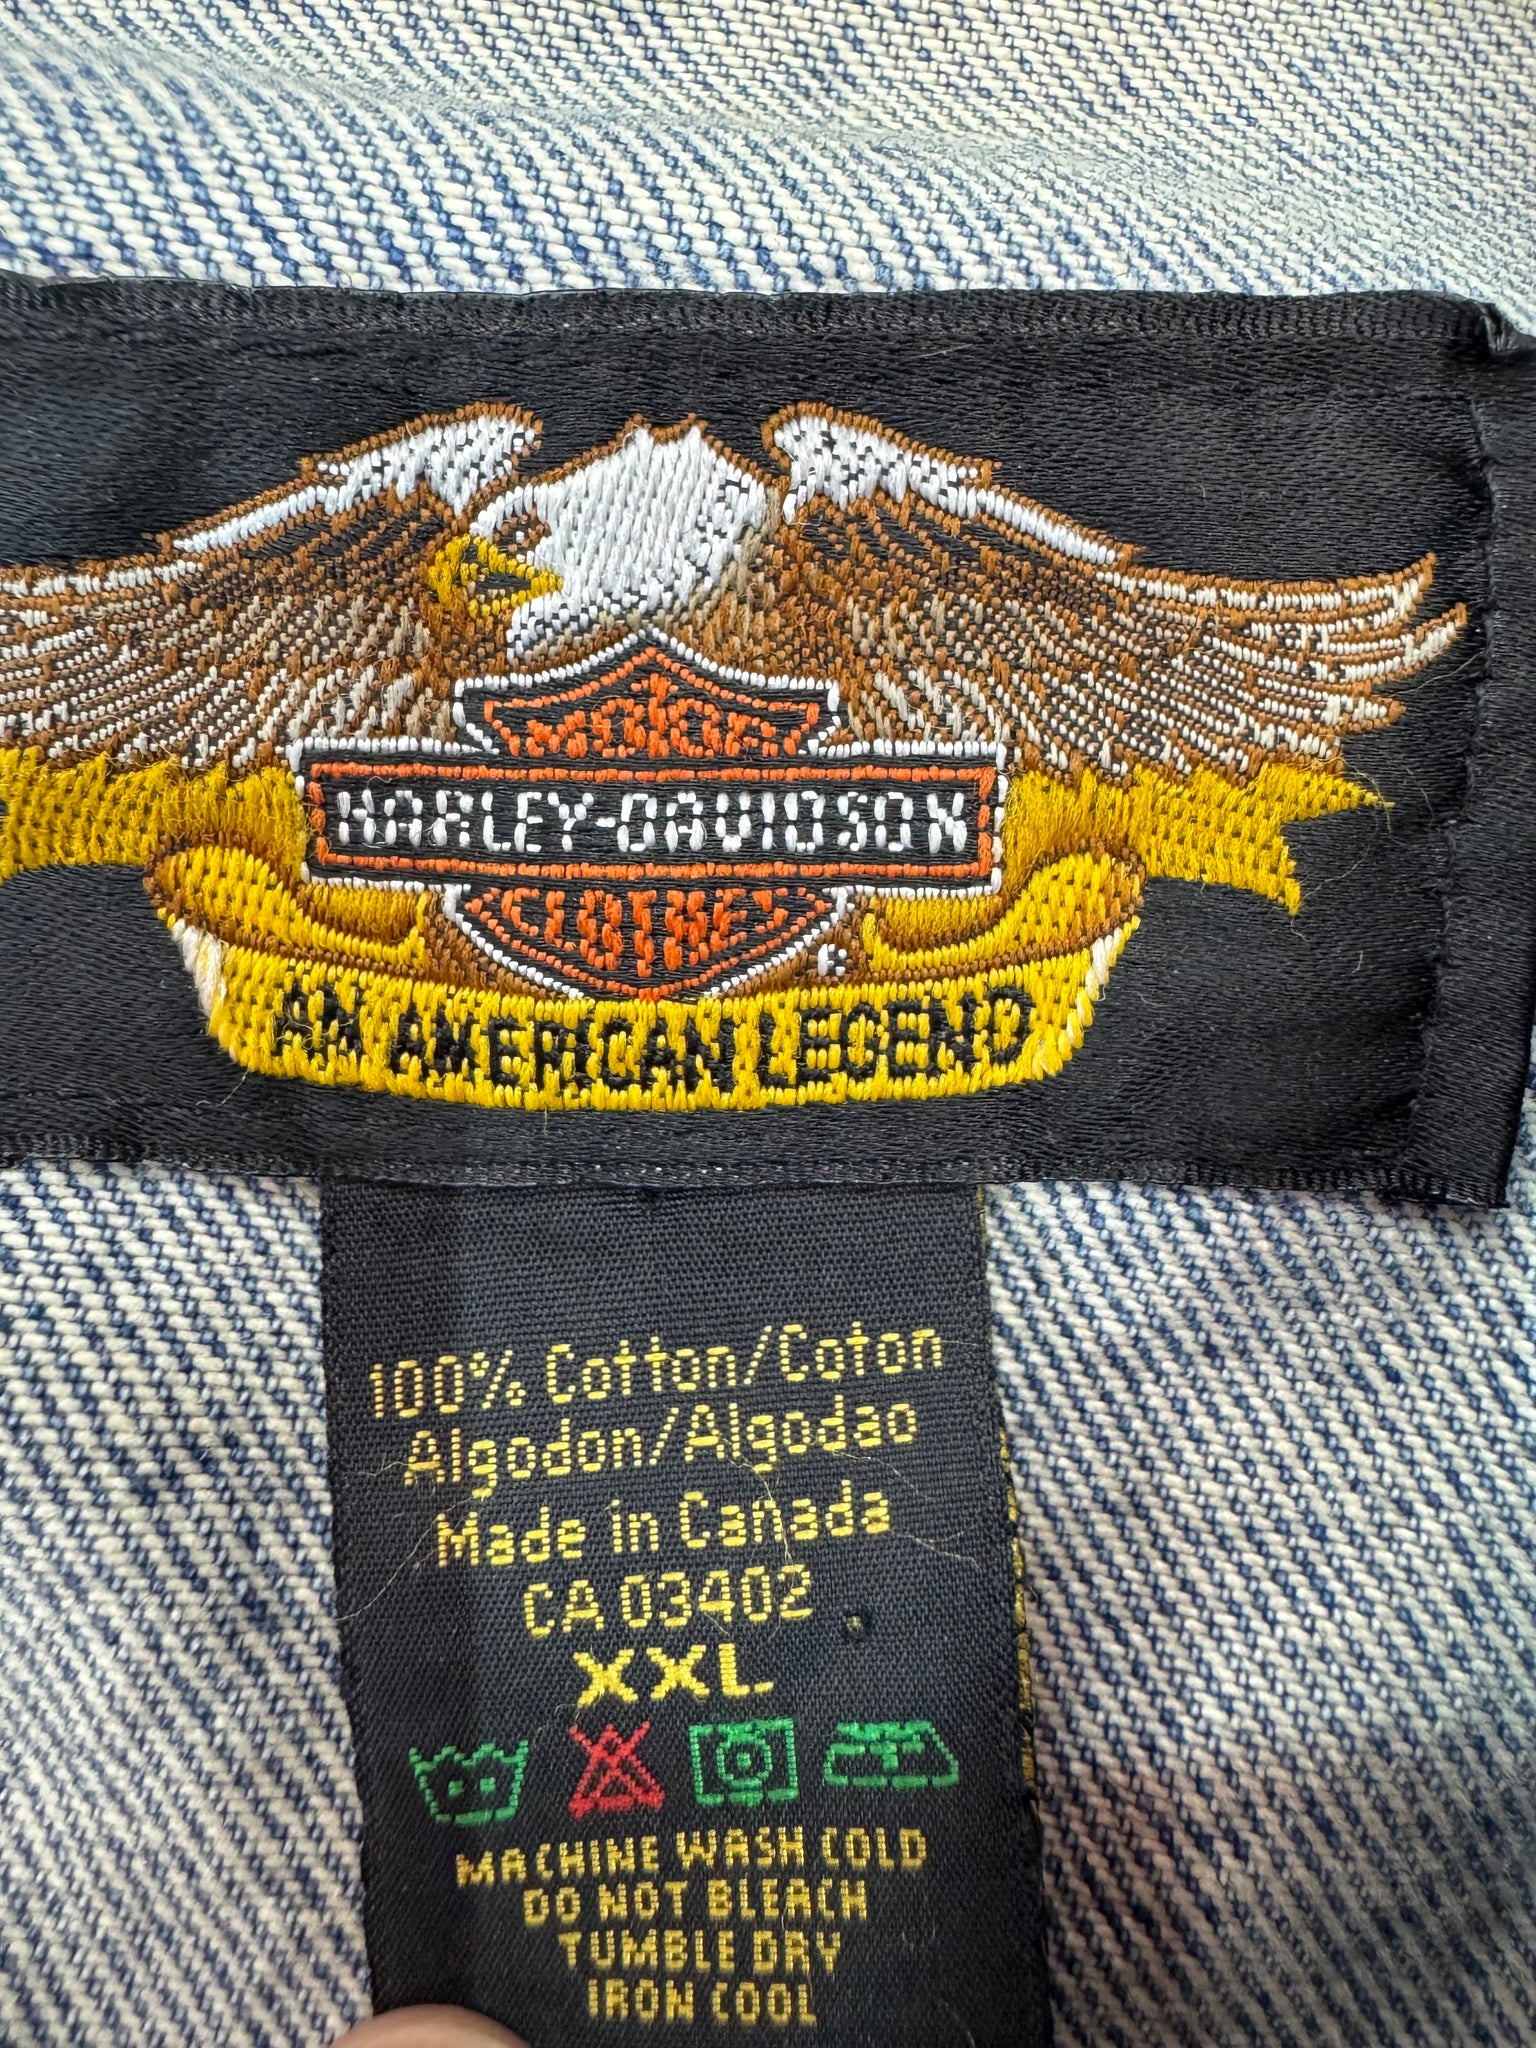 MOTOR
HARLEY-DAVIDSON
CLOTHES
®
AN AMERICAN LEGEND
100% Cotton/Coton
Algodon/Algodao
Made in Canada
CA 03402
XXL
MACHINE WASH COLD
DO NOT BLEACH
TUMBLE DRY
IRON COOL